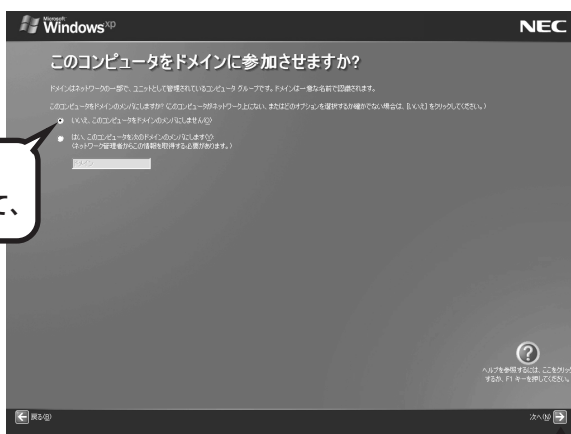 Microsoft
Windows xp
NEC
このコンピュータをドメインに参加させますか?
ドメインはネットワークの一部で、ユニットとして管理されているコンピュータ グループです。ドメインは一意な名前で認識されます。
このコンピュータをドメインのメンバにしますか? (このコンピュータがネットワーク上にない、またはどのオプションを選択するか確かでない場合は、[いいえ] をクリックしてください。)
いいえ、このコンピュータをドメインのメンバにしません(O)
はい、このコンピュータを次のドメインのメンバにします(Y)
(ネットワーク管理者からこの情報を取得する必要があります。)
て、
ヘルプを参照するには、ここをクリック
するか、F1 キーを押してください。
戻る(B)
次へ(N)